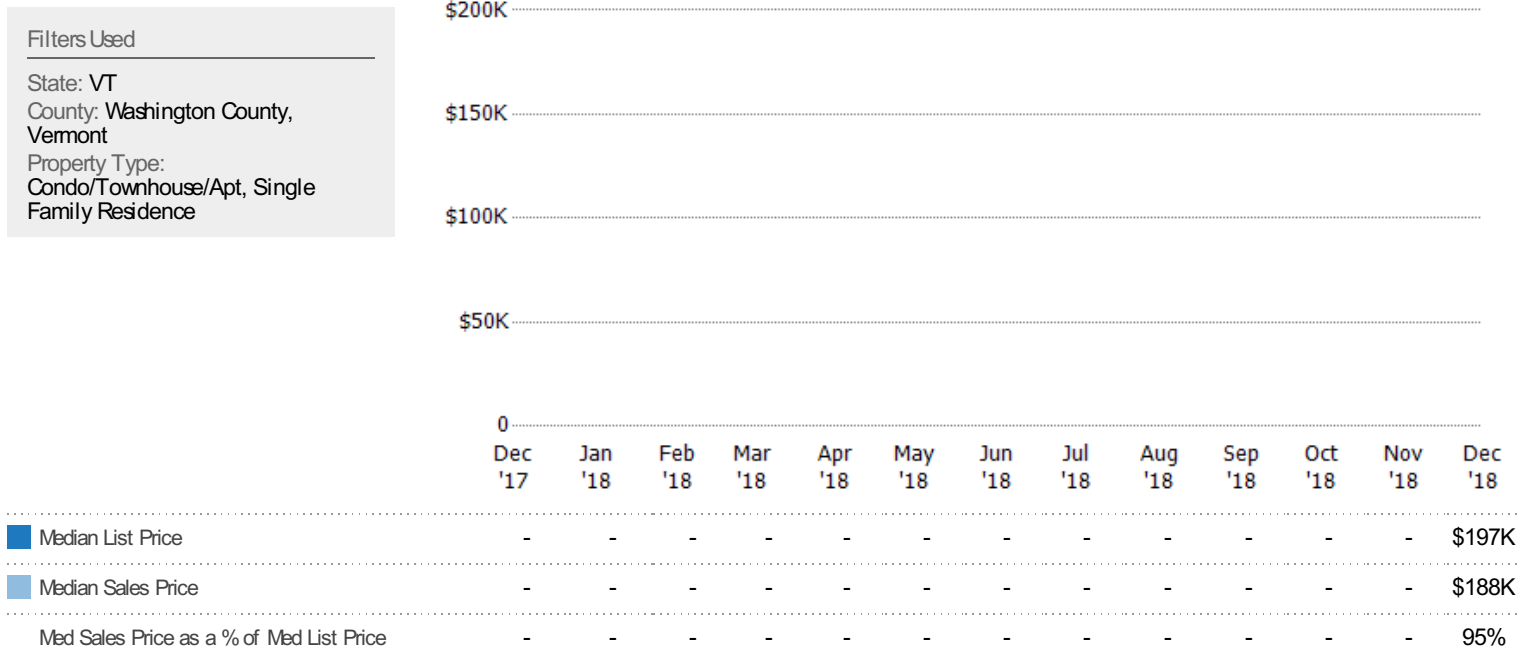 Filters Used
State: VT
County: Washington County,
Vermont
Property Type:
Condo/Townhouse/Apt, Single
Family Residence
$200K
$150K
$100K
$50K
0
Dec Jan Feb Mar Apr May Jun Jul Aug Sep Oct Nov Dec
'17 '18 '18 '18 '18 '18 '18 '18 '18 '18 '18 '18 '18
Median List Price - - - - - - - - - - - - $197K
Median Sales Price - - - - - - - - - - - - $188K
Med Sales Price as a % of Med List Price - - - - - - - - - - - - 95%